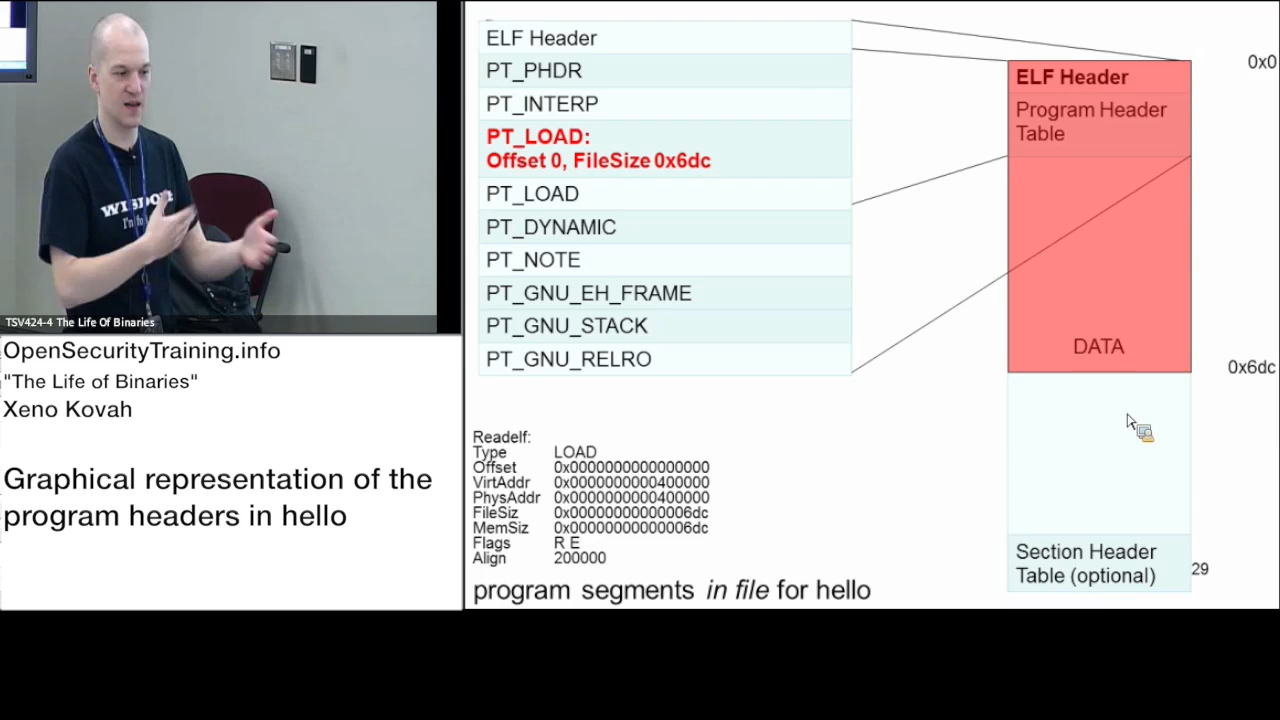 WISDOM
I'm fo
TSV424-4 The Life Of Binaries
OpenSecurityTraining.info
"The Life of Binaries"
Xeno Kovah
Graphical representation of the
program headers in hello
ELF Header
PT_PHDR
PT_INTERP
PT_LOAD:
Offset 0, FileSize 0x6dc
PT_LOAD
PT_DYNAMIC
PT_NOTE
PT_GNU_EH_FRAME
PT_GNU_STACK
PT_GNU_RELRO
0x0
ELF Header
Program Header
Table
DATA
0x6dc
Section Header
Table (optional)
29
Readelf:
Type LOAD
Offset 0x0000000000000000
VirtAddr 0x0000000000400000
PhysAddr 0x0000000000400000
FileSiz 0x00000000000006dc
MemSiz 0x00000000000006dc
Flags R E
Align 200000
program segments in file for hello